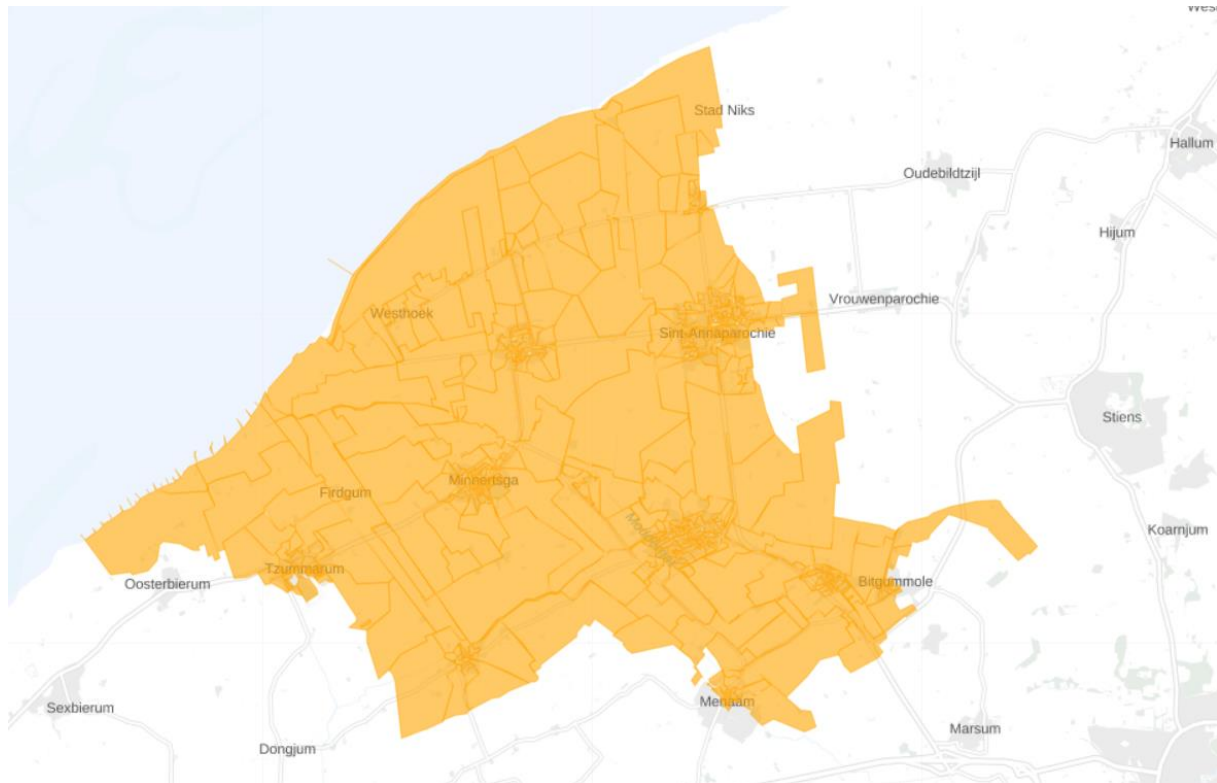 Stad Niks
Hallum
Oudebildtzijl
Hijum
Vrouwenparochie
Westhoek
Sint-Annaparochie
Stiens
Minnertsga
Firdgum
Koarnjum
Tzummarum
Oosterbierum
Bitgummole
Menaam
Sexbierum
Marsum
Dongjum